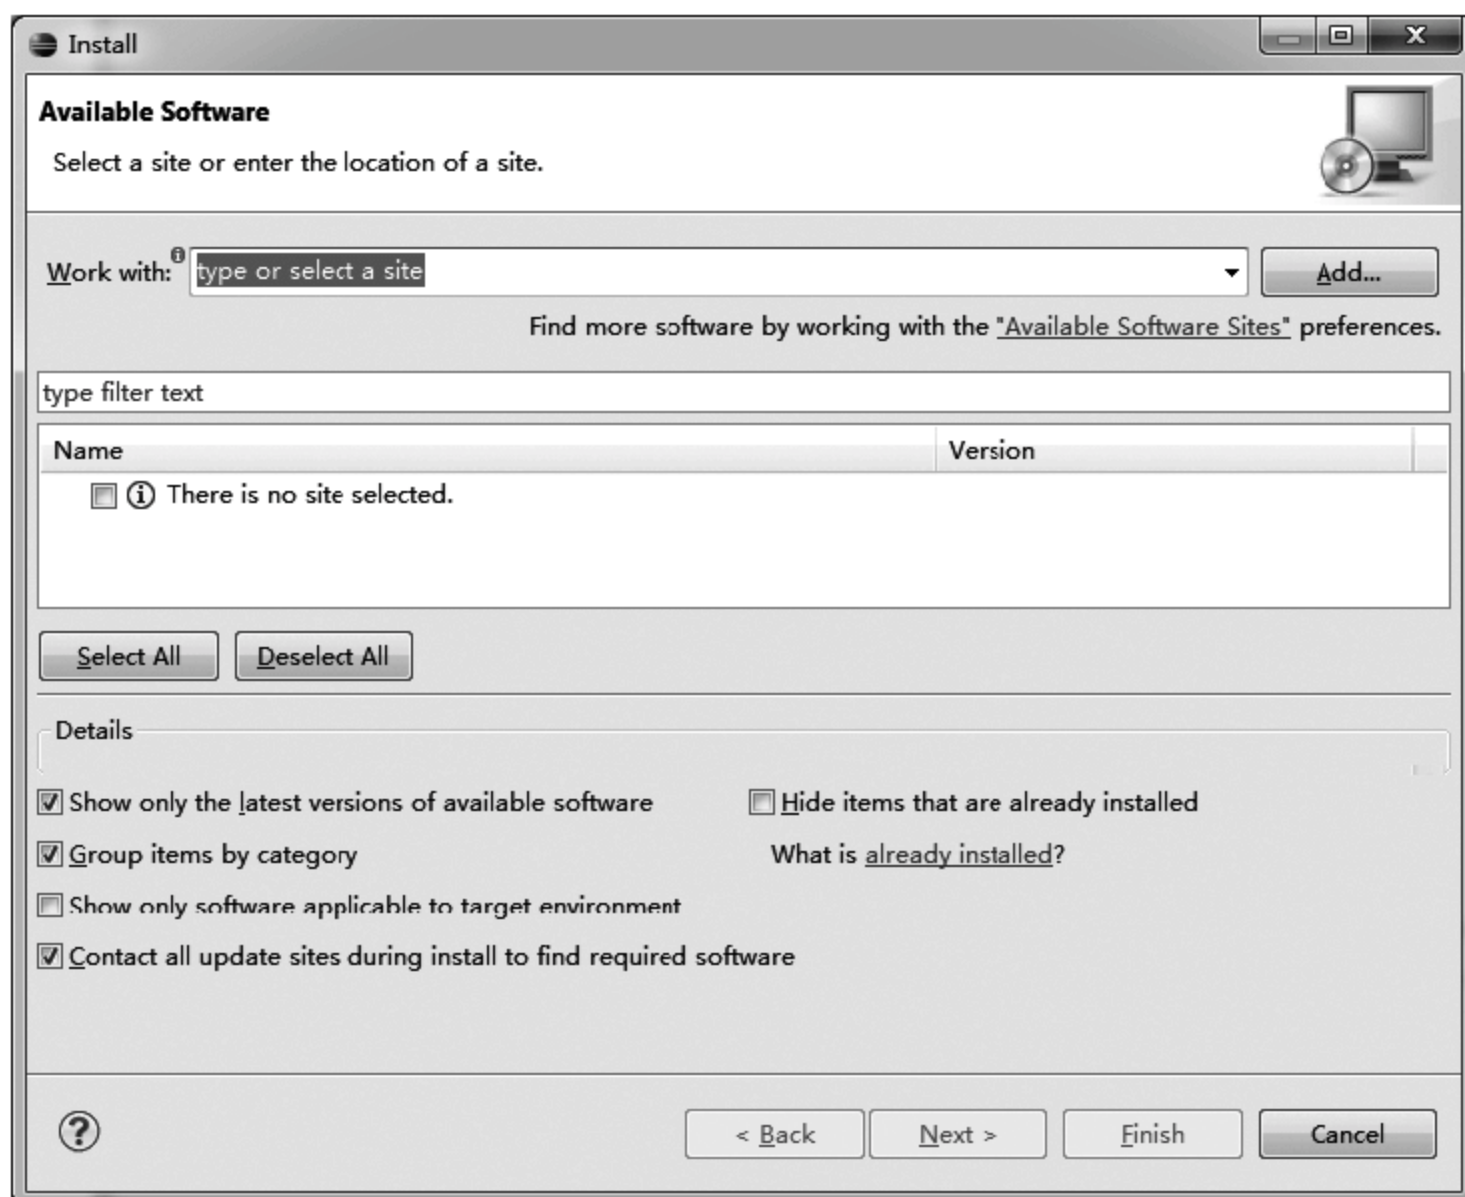 Install
Available Software
Select a site or enter the location of a site.
Work with: type or select a site Add...
Find more software by working with the "Available Software Sites" preferences.
type filter text
Name Version
There is no site selected.
Select All Deselect All
Details
Show only the latest versions of available software Hide items that are already installed
Group items by category What is already installed?
Show only software applicable to target environment
Contact all update sites during install to find required software
< Back Next > Finish Cancel